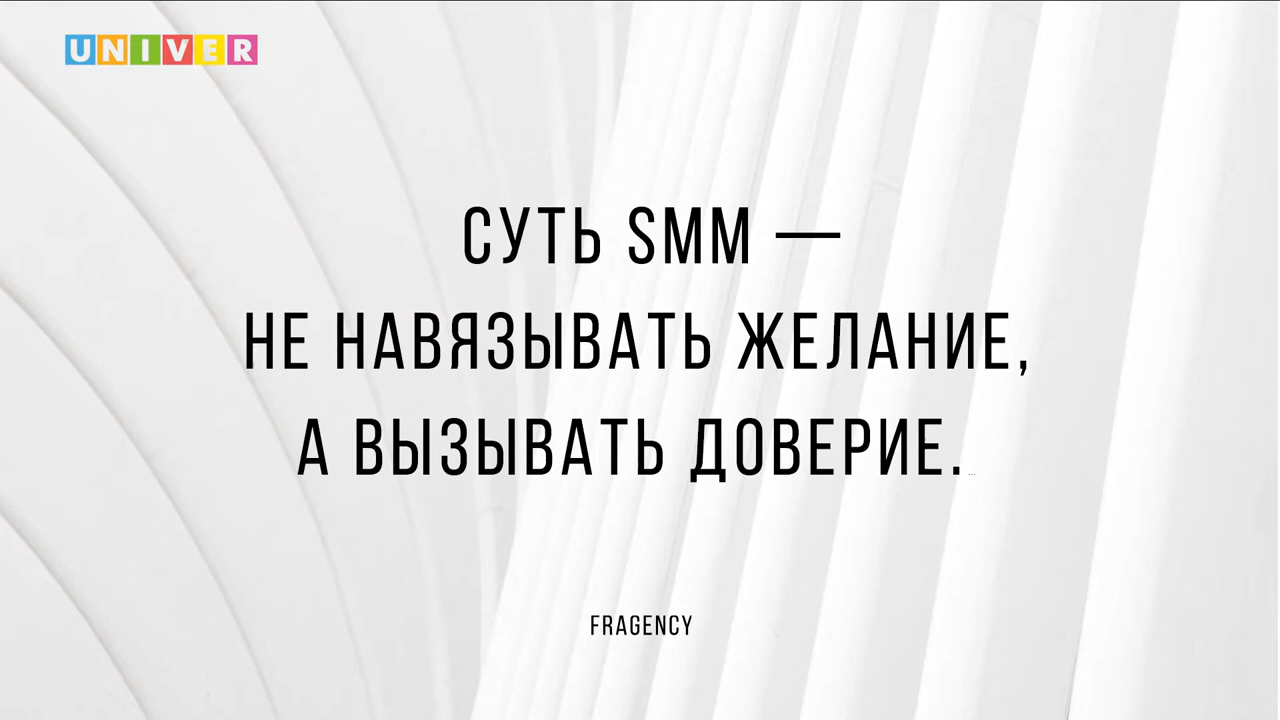 UNIVER
СУТЬ SMM —
НЕ НАВЯЗЫВАТЬ ЖЕЛАНИЕ,
А ВЫЗЫВАТЬ ДОВЕРИЕ.
FRAGENCY